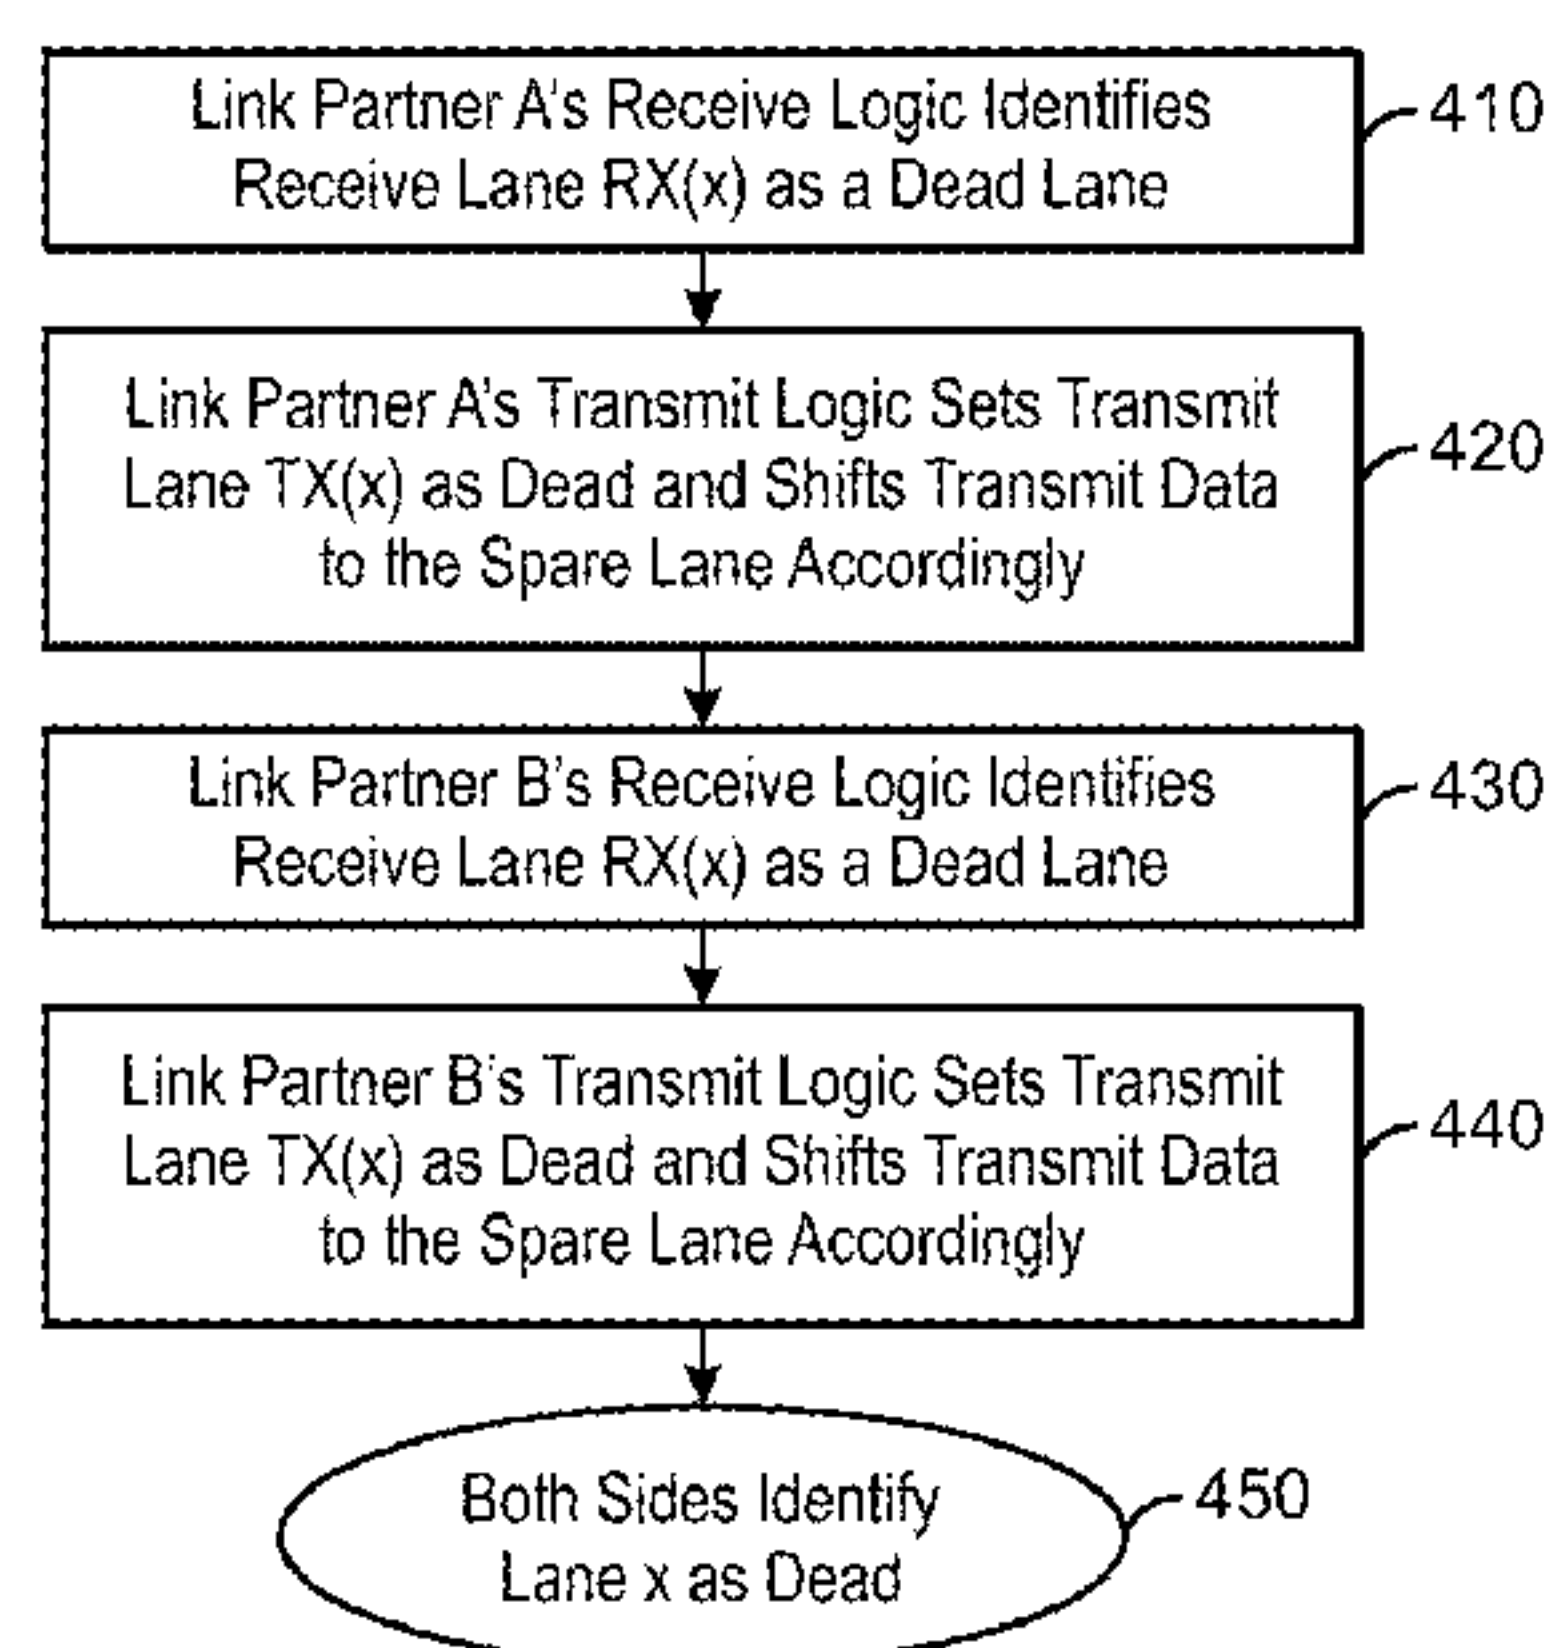 Link Partner A's Receive Logic Identifies
Receive Lane RX(x) as a Dead Lane
410
Link Partner A's Transmit Logic Sets Transmit
Lane TX(x) as Dead and Shifts Transmit Data
to the Spare Lane Accordingly
420
Link Partner B's Receive Logic Identifies
Receive Lane RX(x) as a Dead Lane
430
Link Partner B's Transmit Logic Sets Transmit
Lane TX(x) as Dead and Shifts Transmit Data
to the Spare Lane Accordingly
440
Both Sides Identify
Lane x as Dead
450